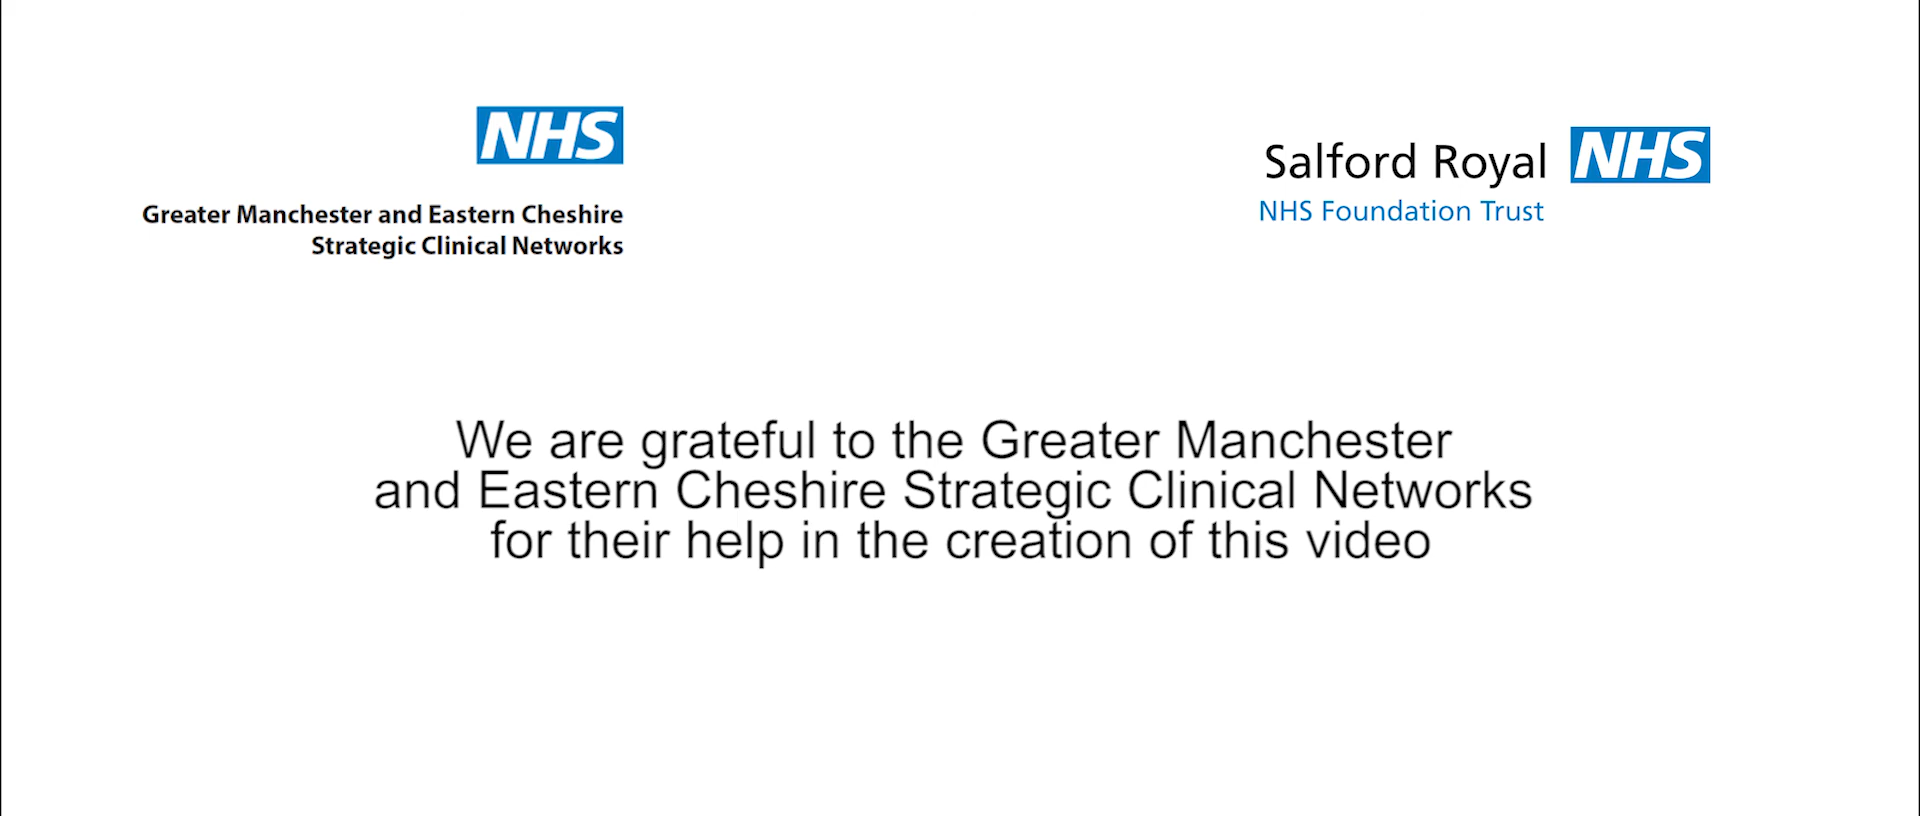 NHS
Greater Manchester and Eastern Cheshire
Strategic Clinical Networks
Salford Royal NHS
NHS Foundation Trust
We are grateful to the Greater Manchester
and Eastern Cheshire Strategic Clinical Networks
for their help in the creation of this video